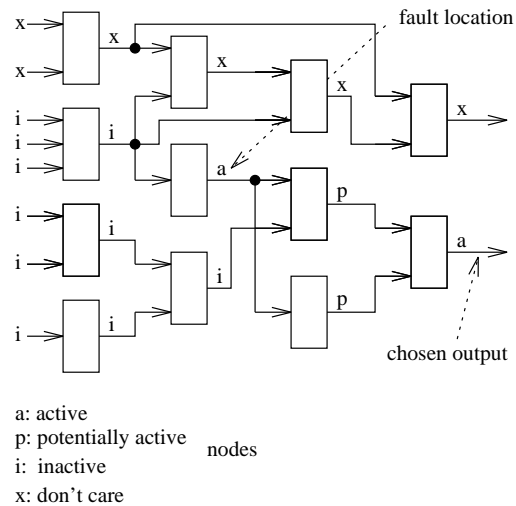 fault location
x
x
x
x
x
x
x
i
i
i
i
a
i
i
i
p
a
i
i
i
p
chosen output
a: active
p: potentially active
nodes
i: inactive
x: don't care